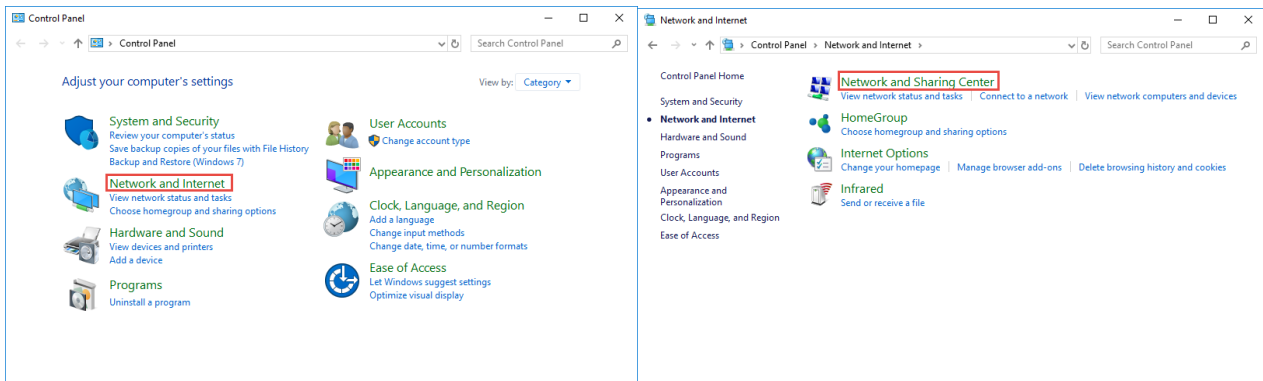 Control Panel
Control Panel
Search Control Panel
Adjust your computer's settings
View by: Category
System and Security
Review your computer's status
Save backup copies of your files with File History
Backup and Restore (Windows 7)
Network and Internet
View network status and tasks
Choose homegroup and sharing options
Hardware and Sound
View devices and printers
Add a device
Programs
Uninstall a program
User Accounts
Change account type
Appearance and Personalization
Clock, Language, and Region
Add a language
Change input methods
Change date, time, or number formats
Ease of Access
Let Windows suggest settings
Optimize visual display
Network and Internet
Control Panel > Network and Internet >
Search Control Panel
Control Panel Home
System and Security
Network and Internet
Hardware and Sound
Programs
User Accounts
Appearance and
Personalization
Clock, Language, and Region
Ease of Access
Network and Sharing Center
View network status and tasks | Connect to a network | View network computers and devices
HomeGroup
Choose homegroup and sharing options
Internet Options
Change your homepage | Manage browser add-ons | Delete browsing history and cookies
Infrared
Send or receive a file